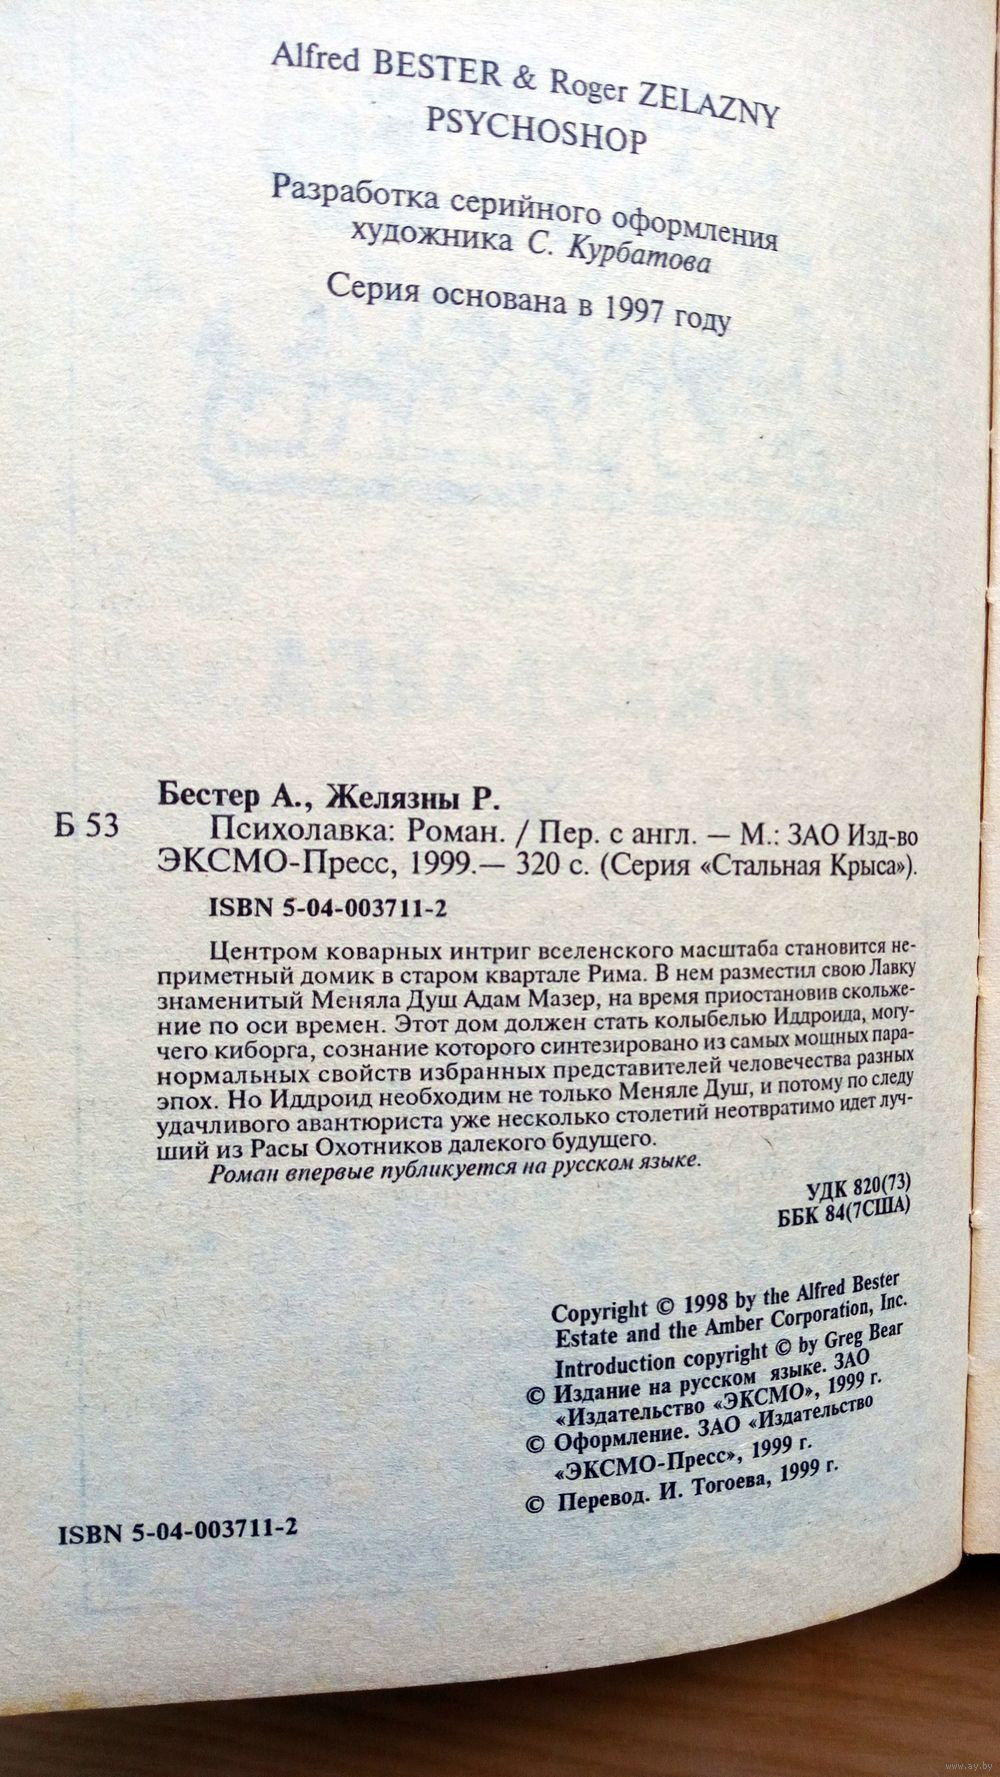 Alfred BESTER & Roger ZELAZNY
PSYCHOSHOP
Разработка серийного оформления
художника С. Курбатова
Серия основана в 1997 году
Бестер А., Желязны Р.
Б 53
Психолавка: Роман. / Пер. с англ. — М.: ЗАО Изд-во
ЭКСМО-Пресс, 1999.— 320 с. (Серия «Стальная Крыса»).
ISBN 5-04-003711-2
Центром коварных интриг вселенского масштаба становится не-
приметный домик в старом квартале Рима. В нем разместил свою Лавку
знаменитый Меняла Душ Адам Мазер, на время приостановив скольже-
ние по оси времен. Этот дом должен стать колыбелью Иддроида, могу-
чего киборга, сознание которого синтезировано из самых мощных пара-
нормальных свойств избранных представителей человечества разных
эпох. Но Иддроид необходим не только Меняле Душ, и потому по следу
удачливого авантюриста уже несколько столетий неотвратимо идет луч-
ший из Расы Охотников далекого будущего.
Роман впервые публикуется на русском языке.
УДК 820(73)
ББК 84(7США)
Copyright © 1998 by the Alfred Bester
Estate and the Amber Corporation, Inc.
Introduction copyright © by Greg Bear
© Издание на русском языке. ЗАО
«Издательство «ЭКСМО», 1999 г.
© Оформление. ЗАО «Издательство
«ЭКСМО-Пресс», 1999 г.
© Перевод. И. Тогоева, 1999 г.
ISBN 5-04-003711-2
www.ay.by